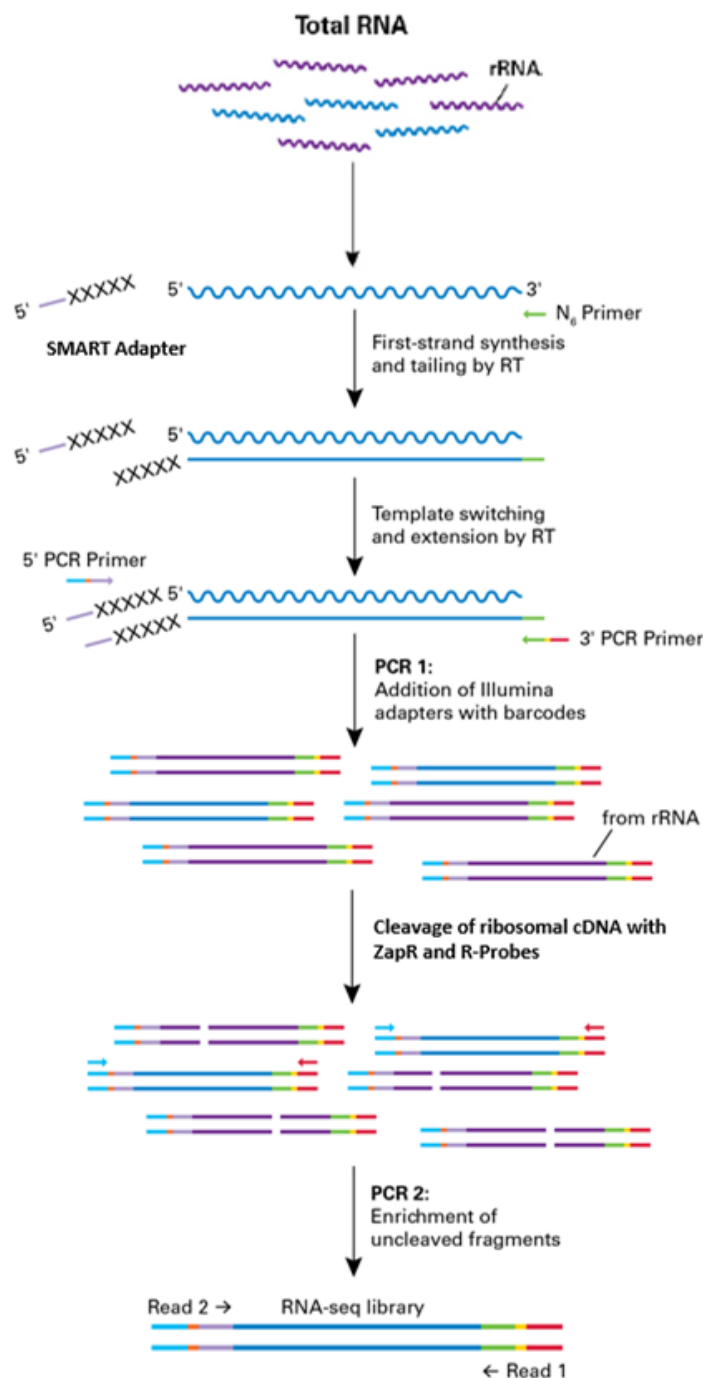 Total RNA
rRNA.
5'
XXXXX
5'
3'
N₆ Primer
SMART Adapter
First-strand synthesis
and tailing by RT
5'
XXXXX
5'
XXXXX
Template switching
and extension by RT
5' PCR Primer
XXXXX
5'
5'
XXXXX
3' PCR Primer
PCR 1:
Addition of Illumina
adapters with barcodes
from rRNA
Cleavage of ribosomal cDNA with
ZapR and R-Probes
PCR 2:
Enrichment of
uncleaved fragments
Read 2 →
RNA-seq library
← Read 1